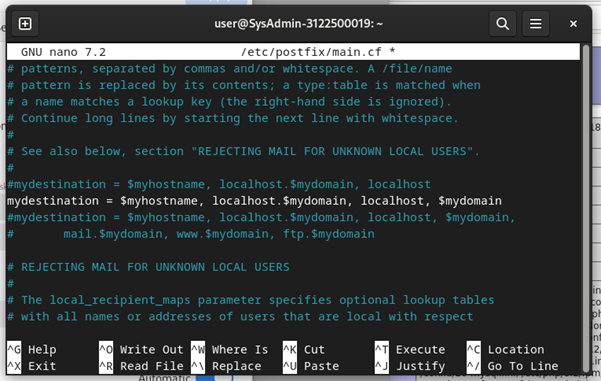 user@SysAdmin-3122500019: ~
GNU nano 7.2 /etc/postfix/main.cf *
# patterns, separated by commas and/or whitespace. A /file/name
# pattern is replaced by its contents; a type:table is matched when
# a name matches a lookup key (the right-hand side is ignored).
# Continue long lines by starting the next line with whitespace.
#
# See also below, section "REJECTING MAIL FOR UNKNOWN LOCAL USERS".
#
#mydestination = $myhostname, localhost.$mydomain, localhost
mydestination = $myhostname, localhost.$mydomain, localhost, $mydomain
#mydestination = $myhostname, localhost.$mydomain, localhost, $mydomain,
#       mail.$mydomain, www.$mydomain, ftp.$mydomain
# REJECTING MAIL FOR UNKNOWN LOCAL USERS
#
# The local_recipient_maps parameter specifies optional lookup tables
# with all names or addresses of users that are local with respect
^G Help ^O Write Out ^W Where Is ^K Cut ^T Execute ^C Location
^X Exit ^R Read File ^\ Replace ^U Paste ^J Justify ^/ Go To Line
Automatic